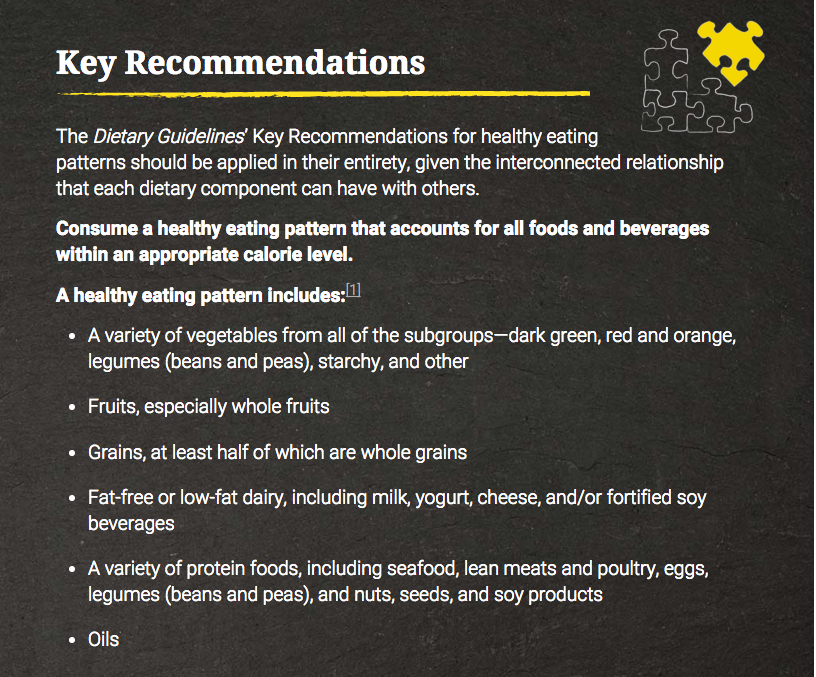 Key Recommendations
The Dietary Guidelines' Key Recommendations for healthy eating
patterns should be applied in their entirety, given the interconnected relationship
that each dietary component can have with others.
Consume a healthy eating pattern that accounts for all foods and beverages
within an appropriate calorie level.
A healthy eating pattern includes:[1]
• A variety of vegetables from all of the subgroups—dark green, red and orange,
legumes (beans and peas), starchy, and other
• Fruits, especially whole fruits
• Grains, at least half of which are whole grains
• Fat-free or low-fat dairy, including milk, yogurt, cheese, and/or fortified soy
beverages
• A variety of protein foods, including seafood, lean meats and poultry, eggs,
legumes (beans and peas), and nuts, seeds, and soy products
• Oils